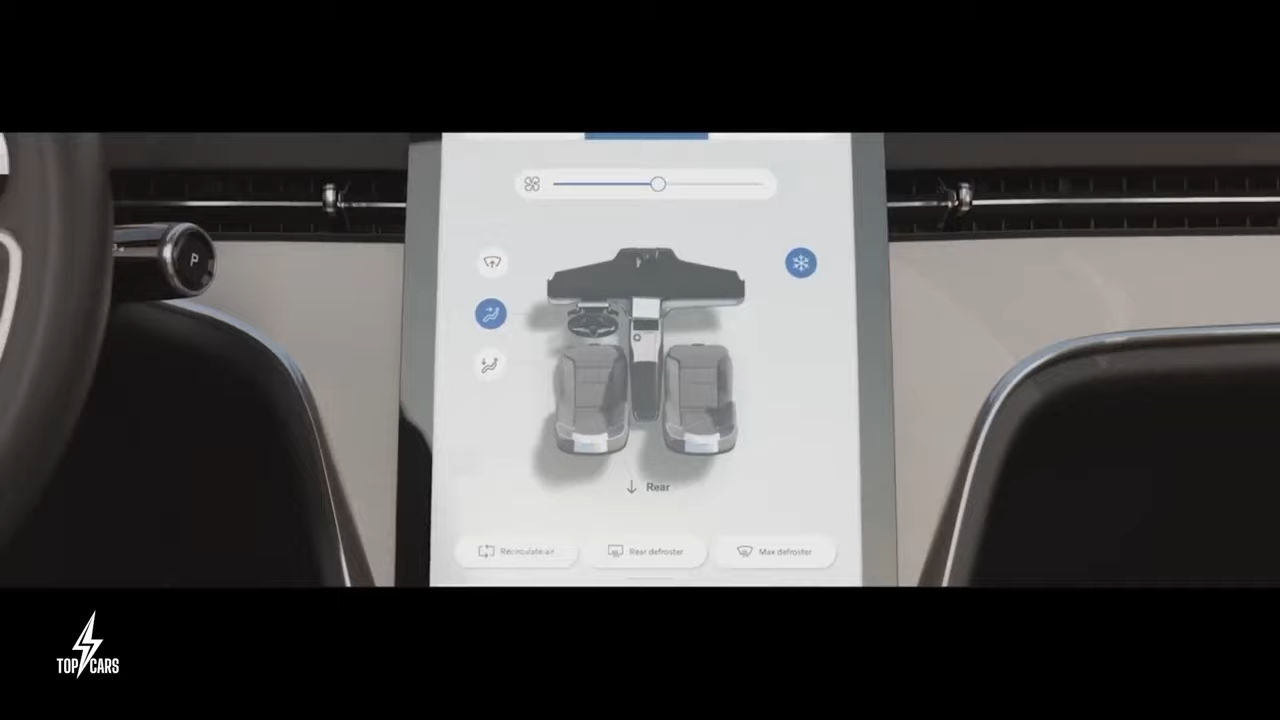 P
Rear
Recirculate air
Rear defroster
Max defroster
TOP CARS